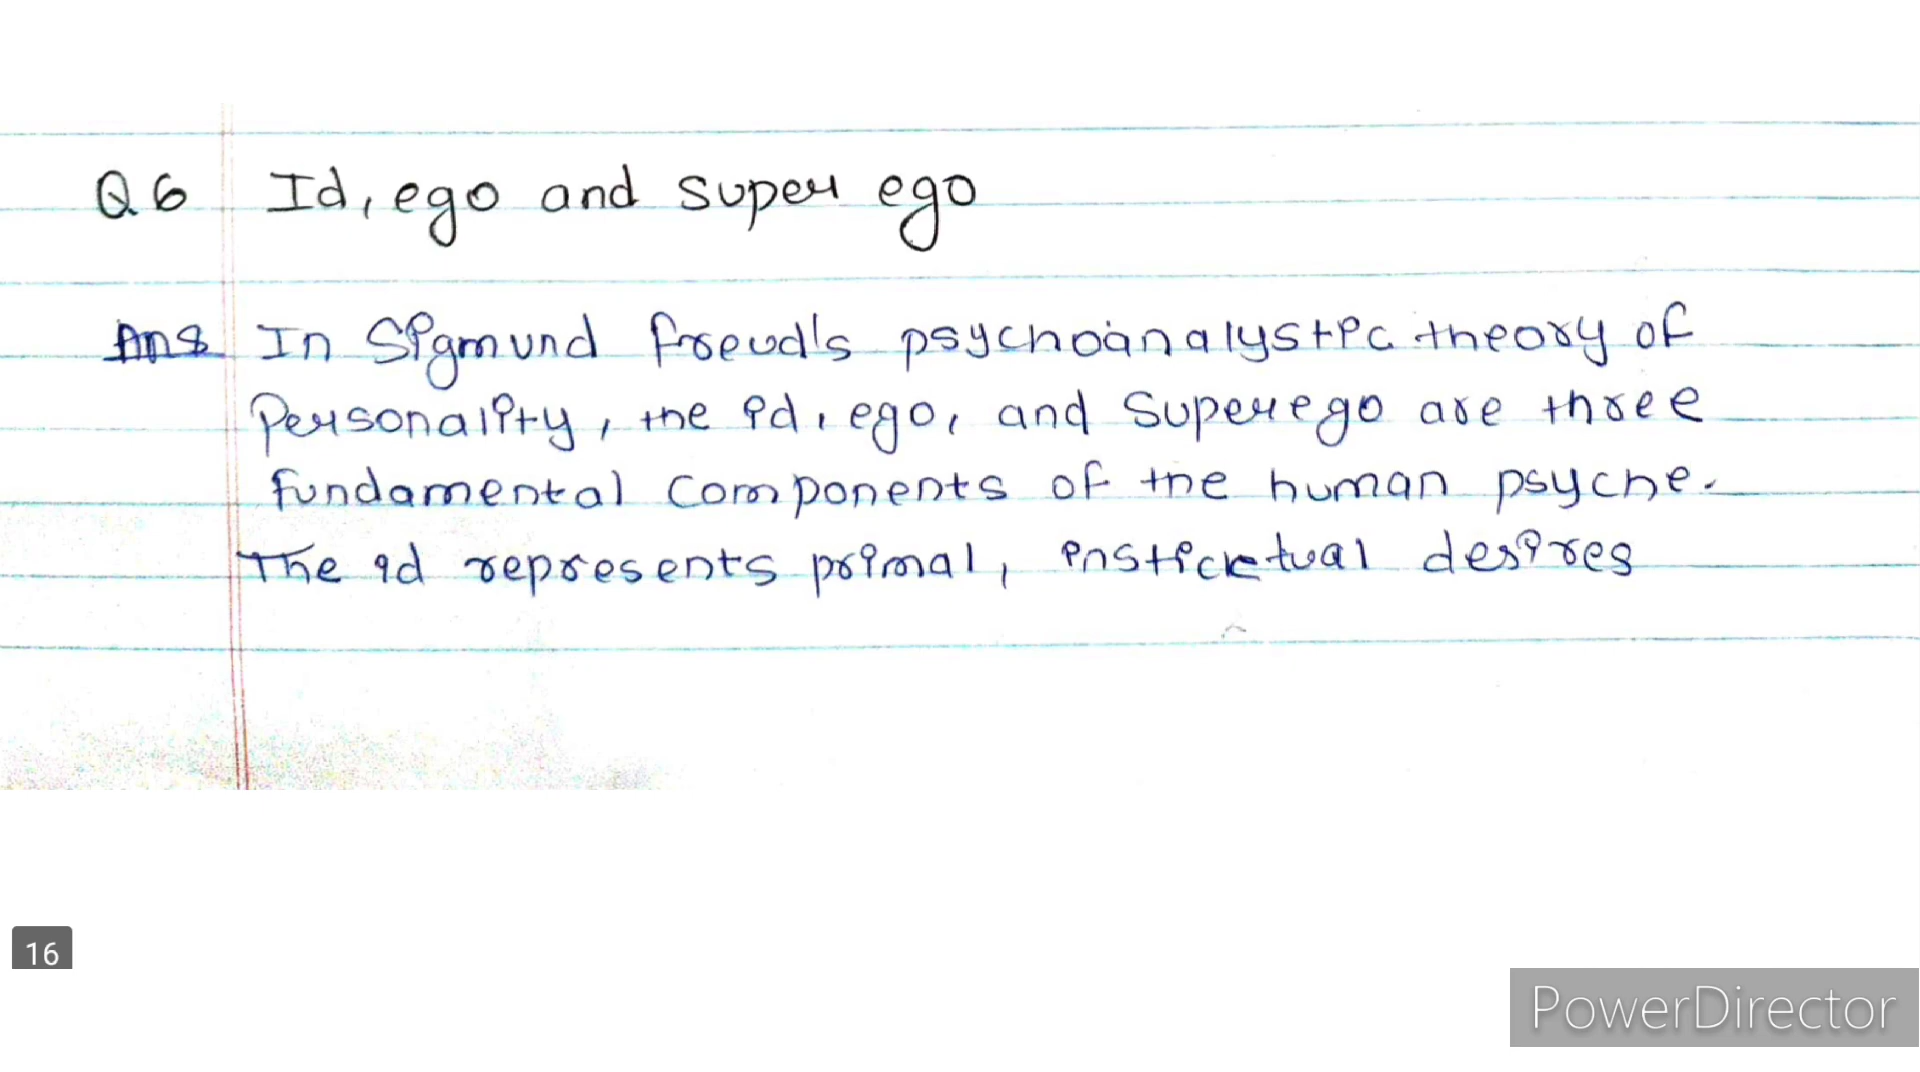 Q6 Id, ego and super ego
Ans In Sigmund freud's psychoanalystic theory of
Personality, the id, ego, and Superego are three
fundamental components of the human psyche.
The id represents primal, insticktual desires
16
PowerDirector